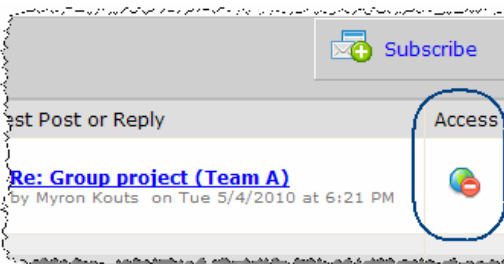 Subscribe
est Post or Reply Access
Re: Group project (Team A)
by Myron Kouts on Tue 5/4/2010 at 6:21 PM